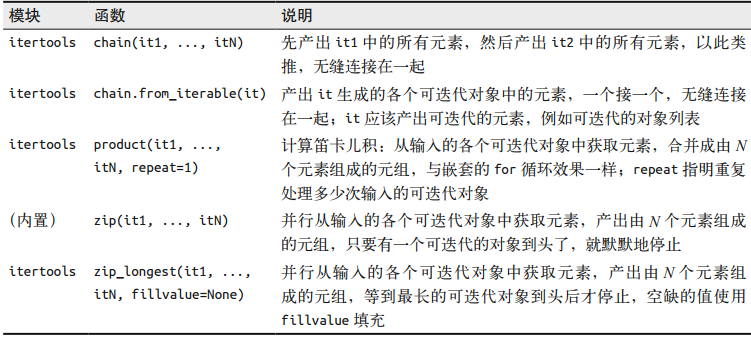 模块 函数 说明
itertools chain(it1, ..., itN) 先产出 it1 中的所有元素，然后产出 it2 中的所有元素，以此类
推，无缝连接在一起
itertools chain.from_iterable(it) 产出 it 生成的各个可迭代对象中的元素，一个接一个，无缝连接
在一起；it 应该产出可迭代的元素，例如可迭代的对象列表
itertools product(it1, ..., 计算笛卡儿积：从输入的各个可迭代对象中获取元素，合并成由 N
itN, repeat=1) 个元素组成的元组，与嵌套的 for 循环效果一样；repeat 指明重复
处理多少次输入的可迭代对象
（内置） zip(it1, ..., itN) 并行从输入的各个可迭代对象中获取元素，产出由 N 个元素组成
的元组，只要有一个可迭代的对象到头了，就默默地停止
itertools zip_longest(it1, ..., 并行从输入的各个可迭代对象中获取元素，产出由 N 个元素组
itN, fillvalue=None) 成的元组，等到最长的可迭代对象到头后才停止，空缺的值使用
fillvalue 填充